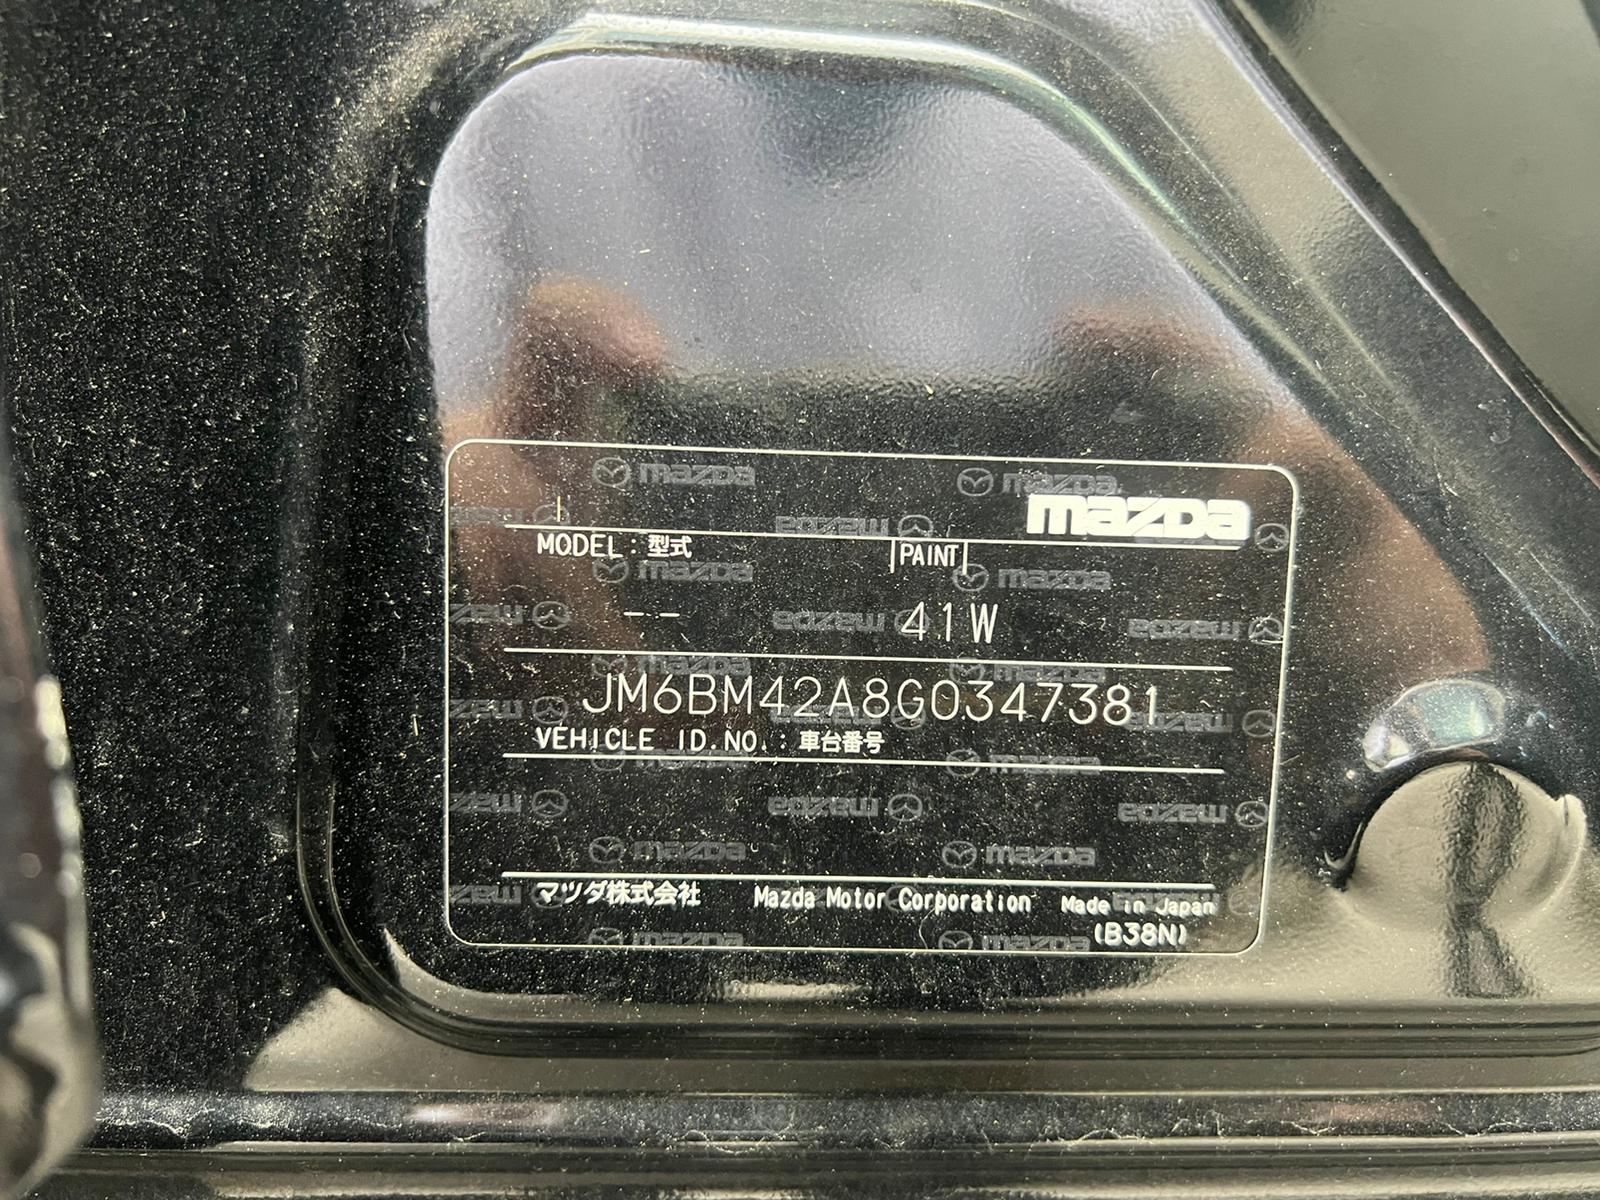 mazda
MODEL：型式
PAINT
-- 41W
JM6BM42A8G0347381
VEHICLE ID.NO.：車台番号
マツダ株式会社 Mazda Motor Corporation Made in Japan
(B38N)